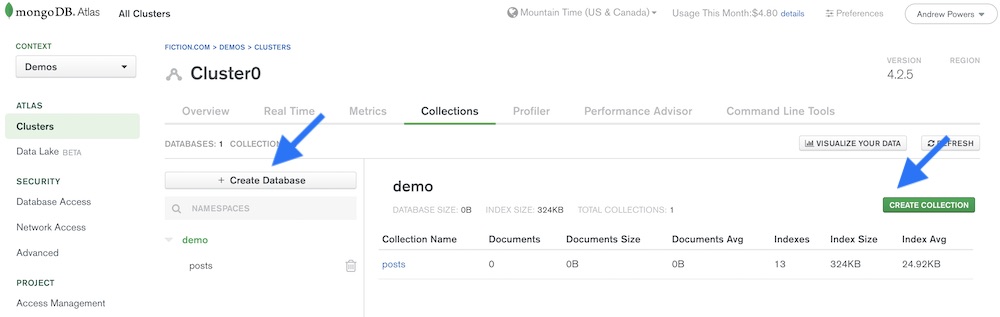 mongoDB. Atlas All Clusters Mountain Time (US & Canada) Usage This Month:$4.80 details Preferences Andrew Powers
CONTEXT
Demos
ATLAS
Clusters
Data Lake BETA
SECURITY
Database Access
Network Access
Advanced
PROJECT
Access Management
FICTION.COM > DEMOS > CLUSTERS
Cluster0
VERSION REGION
4.2.5
Overview Real Time Metrics Collections Profiler Performance Advisor Command Line Tools
DATABASES: 1 VISUALIZE YOUR DATA REFRESH
+ Create Database
NAMESPACES
demo
posts
demo
DATABASE SIZE: 0B INDEX SIZE: 324KB TOTAL COLLECTIONS: 1
CREATE COLLECTION
Collection Name Documents Documents Size Documents Avg Indexes Index Size Index Avg
posts 0 0B 0B 13 324KB 24.92KB